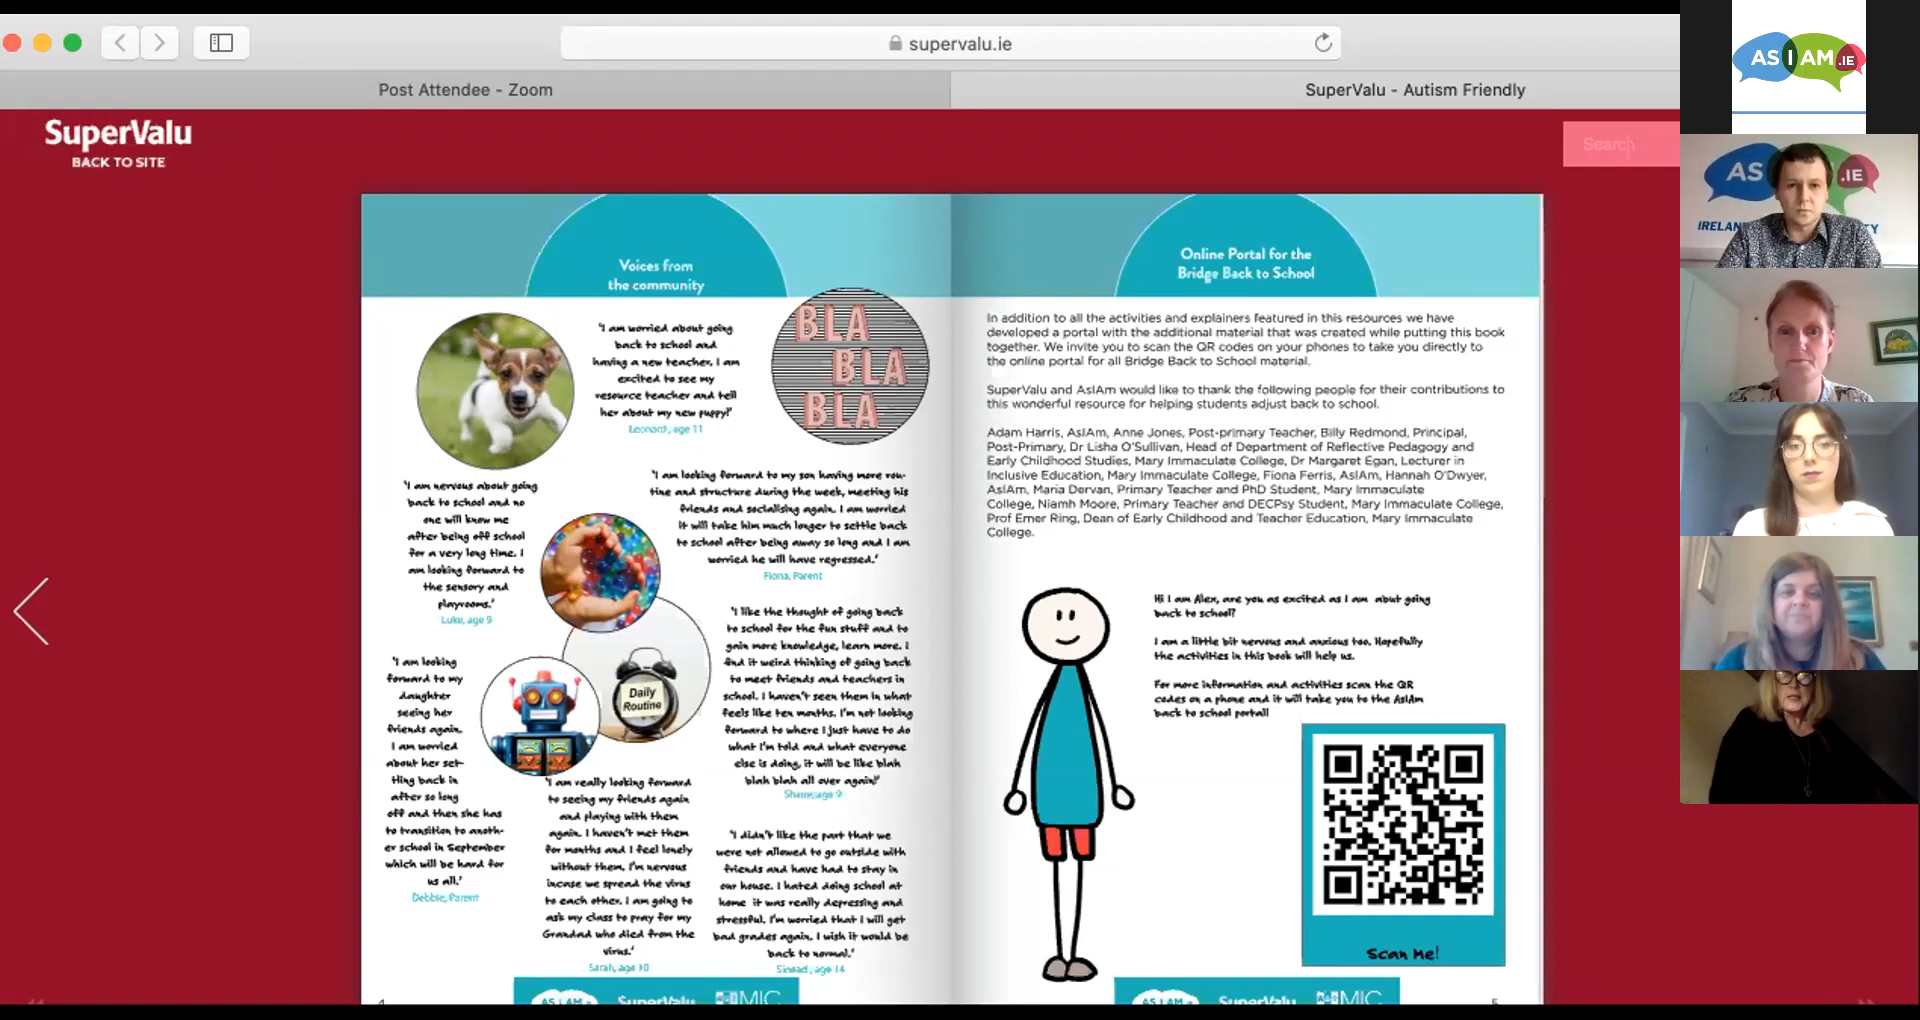 supervalu.ie
Post Attendee - Zoom
SuperValu - Autism Friendly
SuperValu
BACK TO SITE
Search
Voices from
the community
BLA
BLA
BLA
'I am worried about going
back to school and
having a new teacher. I am
excited to see my
resource teacher and tell
her about my new puppy!'
Leonard, age 11
'I am nervous about going
back to school and no
one will know me
after being off school
for a very long time. I
am looking forward to
the sensory and
playrooms.'
Luke, age 9
'I am looking forward to my son having more rou-
tine and structure during the week, meeting his
friends and socialising again. I am worried
it will take him much longer to settle back
to school after being away so long and I am
worried he will have regressed.'
Fiona, Parent
Daily
Routine
'I like the thought of going back
to school for the fun stuff and to
gain more knowledge, learn more. I
find it weird thinking of going back
to meet friends and teachers in
school. I haven't seen them in what
feels like ten months. I'm not looking
forward to where I just have to do
what I'm told and what everyone
else is doing, it will be like blah
blah blah all over again!'
age 9
'I am looking
forward to my
daughter
seeing her
friends again.
I am worried
about her set-
tling back in
after so long
off and then she has
to transition to anoth-
er school in September
which will be hard for
us all.'
Debbie, Parent
'I am really looking forward
to seeing my friends again
and playing with them
again. I haven't met them
for months and I feel lonely
without them. I'm nervous
incase we spread the virus
to each other. I am going to
ask my class to pray for my
Grandad who died from the
virus.'
Sarah, age 10
'I didn't like the part that we
were not allowed to go outside with
friends and have had to stay in
our house. I hated doing school at
home it was really depressing and
stressful. I'm worried that I will get
bad grades again. I wish it would be
back to normal.'
Sinead, age 14
AS I AM
SuperValu
MIC
4
Online Portal for the
Bridge Back to School
In addition to all the activities and explainers featured in this resources we have
developed a portal with the additional material that was created while putting this book
together. We invite you to scan the QR codes on your phones to take you directly to
the online portal for all Bridge Back to School material.
SuperValu and AsIAm would like to thank the following people for their contributions to
this wonderful resource for helping students adjust back to school.
Adam Harris, AsIAm, Anne Jones, Post-primary Teacher, Billy Redmond, Principal,
Post-Primary, Dr Lisha O'Sullivan, Head of Department of Reflective Pedagogy and
Early Childhood Studies, Mary Immaculate College, Dr Margaret Egan, Lecturer in
Inclusive Education, Mary Immaculate College, Fiona Ferris, AsIAm, Hannah O'Dwyer,
AsIAm, Maria Dervan, Primary Teacher and PhD Student, Mary Immaculate
College, Niamh Moore, Primary Teacher and DECPsy Student, Mary Immaculate College,
Prof Emer Ring, Dean of Early Childhood and Teacher Education, Mary Immaculate
College.
Hi I am Alex, are you as excited as I am abut going
back to school?
I am a little bit nervous and anxious too. Hopefully
the activities in this book will help us.
For more information and activities scan the QR
codes on a phone and it will take you to the AsIAm
back to school portal!
Scan Me!
AS I AM
SuperValu
MIC
5
AS I AM .IE
AS .IE
IRELAN
TY